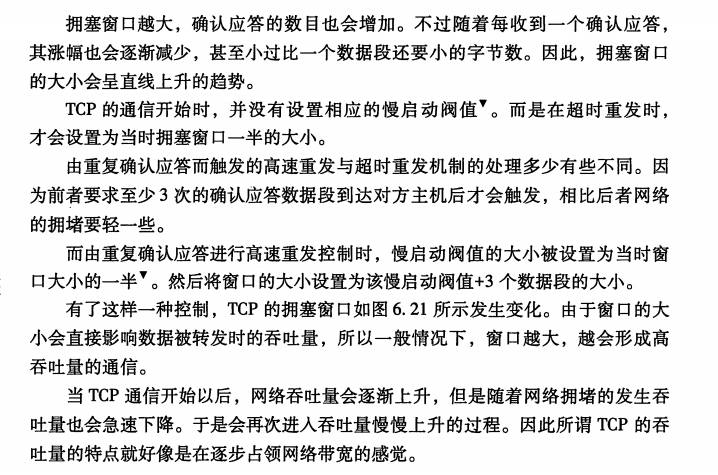 拥塞窗口越大，确认应答的数目也会增加。不过随着每收到一个确认应答，
其涨幅也会逐渐减少，甚至小过比一个数据段还要小的字节数。因此，拥塞窗口
的大小会呈直线上升的趋势。
TCP 的通信开始时，并没有设置相应的慢启动阀值▼。而是在超时重发时，
才会设置为当时拥塞窗口一半的大小。
由重复确认应答而触发的高速重发与超时重发机制的处理多少有些不同。因
为前者要求至少 3 次的确认应答数据段到达对方主机后才会触发，相比后者网络
的拥堵要轻一些。
而由重复确认应答进行高速重发控制时，慢启动阀值的大小被设置为当时窗
口大小的一半▼。然后将窗口的大小设置为该慢启动阀值+3 个数据段的大小。
有了这样一种控制，TCP 的拥塞窗口如图 6.21 所示发生变化。由于窗口的大
小会直接影响数据被转发时的吞吐量，所以一般情况下，窗口越大，越会形成高
吞吐量的通信。
当 TCP 通信开始以后，网络吞吐量会逐渐上升，但是随着网络拥堵的发生吞
吐量也会急速下降。于是会再次进入吞吐量慢慢上升的过程。因此所谓 TCP 的吞
吐量的特点就好像是在逐步占领网络带宽的感觉。